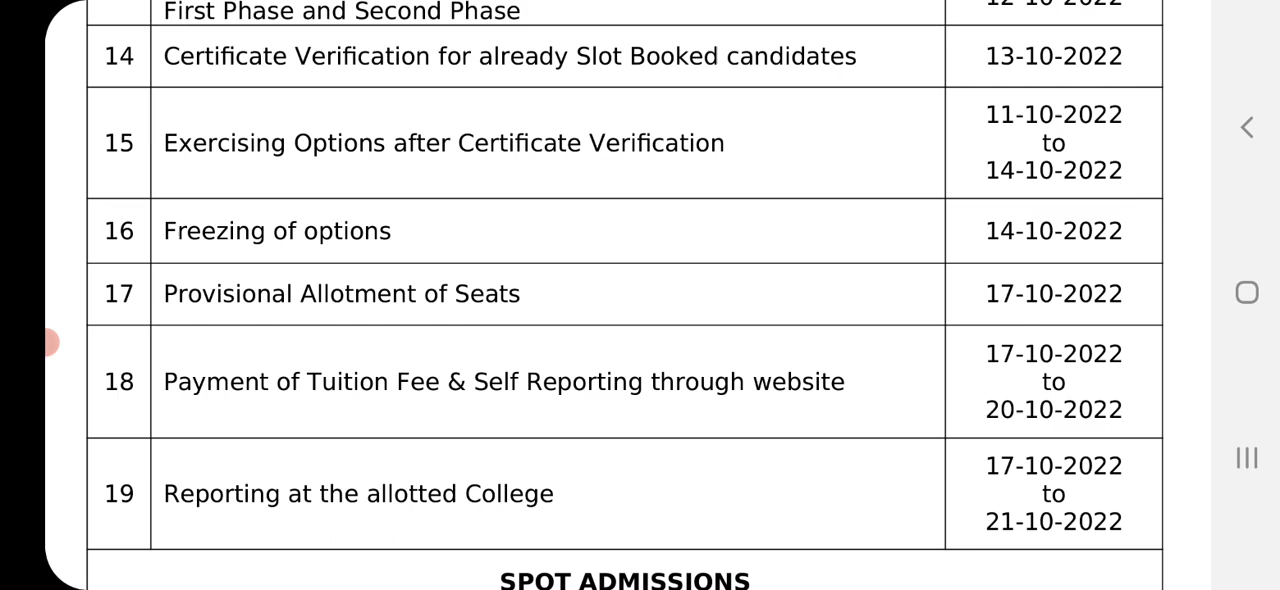 First Phase and Second Phase
12-10-2022
14 Certificate Verification for already Slot Booked candidates 13-10-2022
11-10-2022
15 Exercising Options after Certificate Verification to
14-10-2022
16 Freezing of options 14-10-2022
17 Provisional Allotment of Seats 17-10-2022
17-10-2022
18 Payment of Tuition Fee & Self Reporting through website to
20-10-2022
17-10-2022
19 Reporting at the allotted College to
21-10-2022
SPOT ADMISSIONS